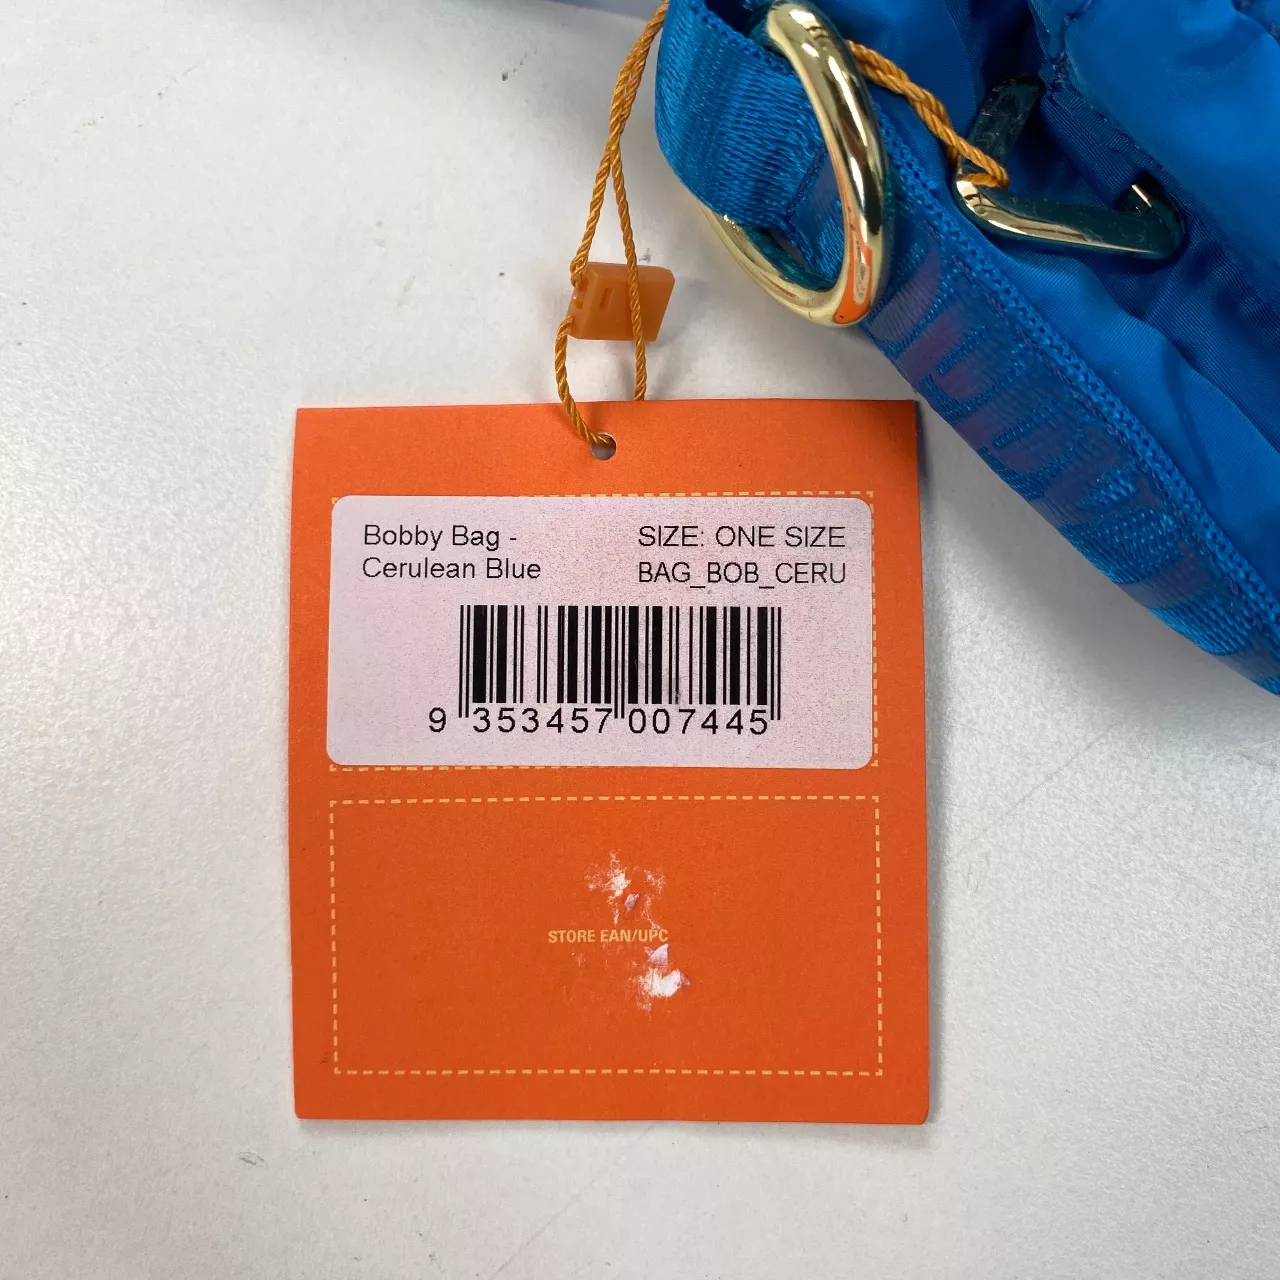 Bobby Bag -
Cerulean Blue
SIZE: ONE SIZE
BAG_BOB_CERU
9 353457 007445
STORE EAN/UPC